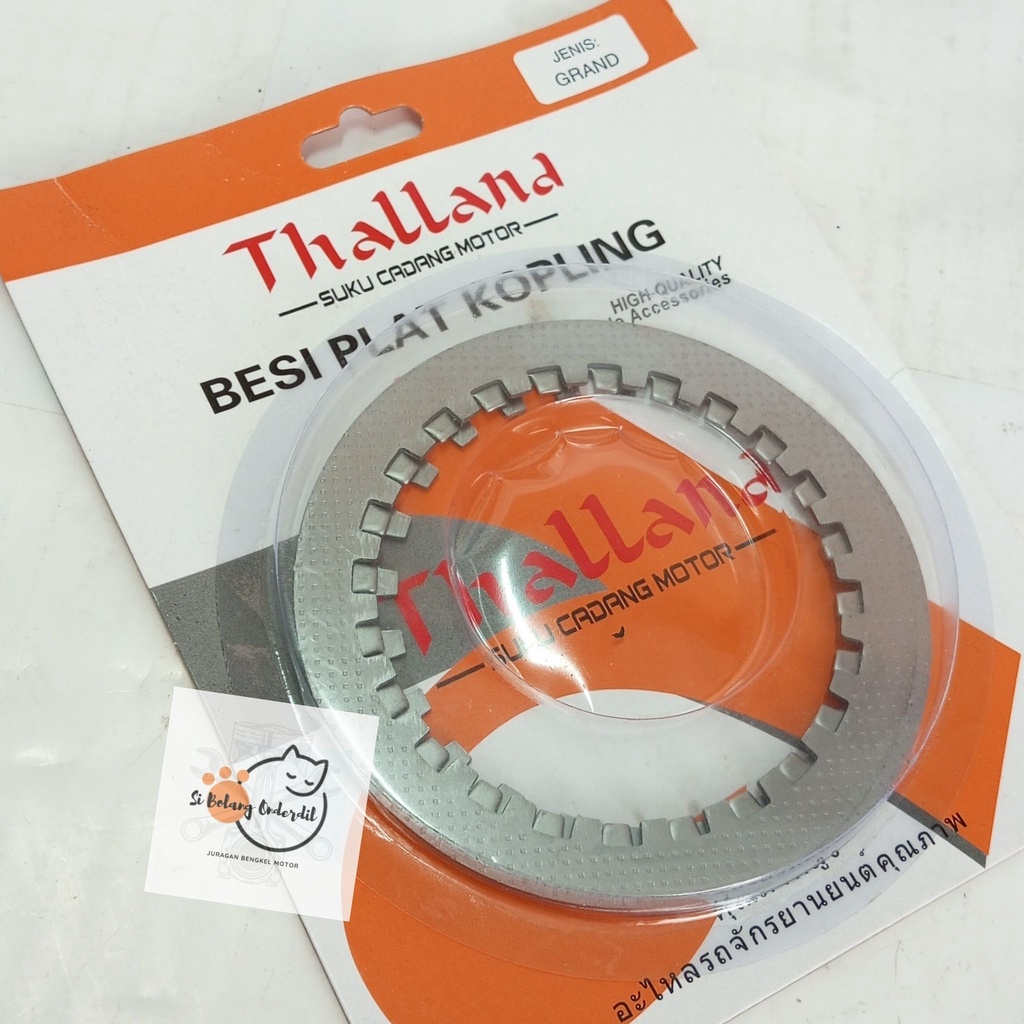 JENIS:
GRAND
Thalland
SUKU CADANG MOTOR
BESI PLAT KOPLING
HIGH-QUALITY
Accessories
Thalland
SUKU CADANG MOTOR
Si Bolang Onderdil
JURAGAN BENGKEL MOTOR
อะไหลรถจักรยานยนต์คุณภาพ